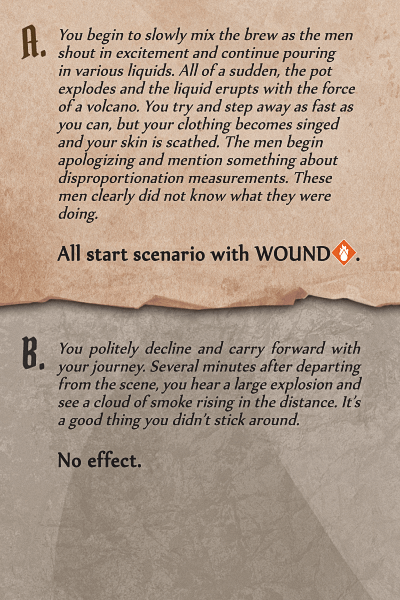 A.
You begin to slowly mix the brew as the men
shout in excitement and continue pouring
in various liquids. All of a sudden, the pot
explodes and the liquid erupts with the force
of a volcano. You try and step away as fast as
you can, but your clothing becomes singed
and your skin is scathed. The men begin
apologizing and mention something about
disproportionation measurements. These
men clearly did not know what they were
doing.
All start scenario with WOUND.
B.
You politely decline and carry forward with
your journey. Several minutes after departing
from the scene, you hear a large explosion and
see a cloud of smoke rising in the distance. It's
a good thing you didn't stick around.
No effect.